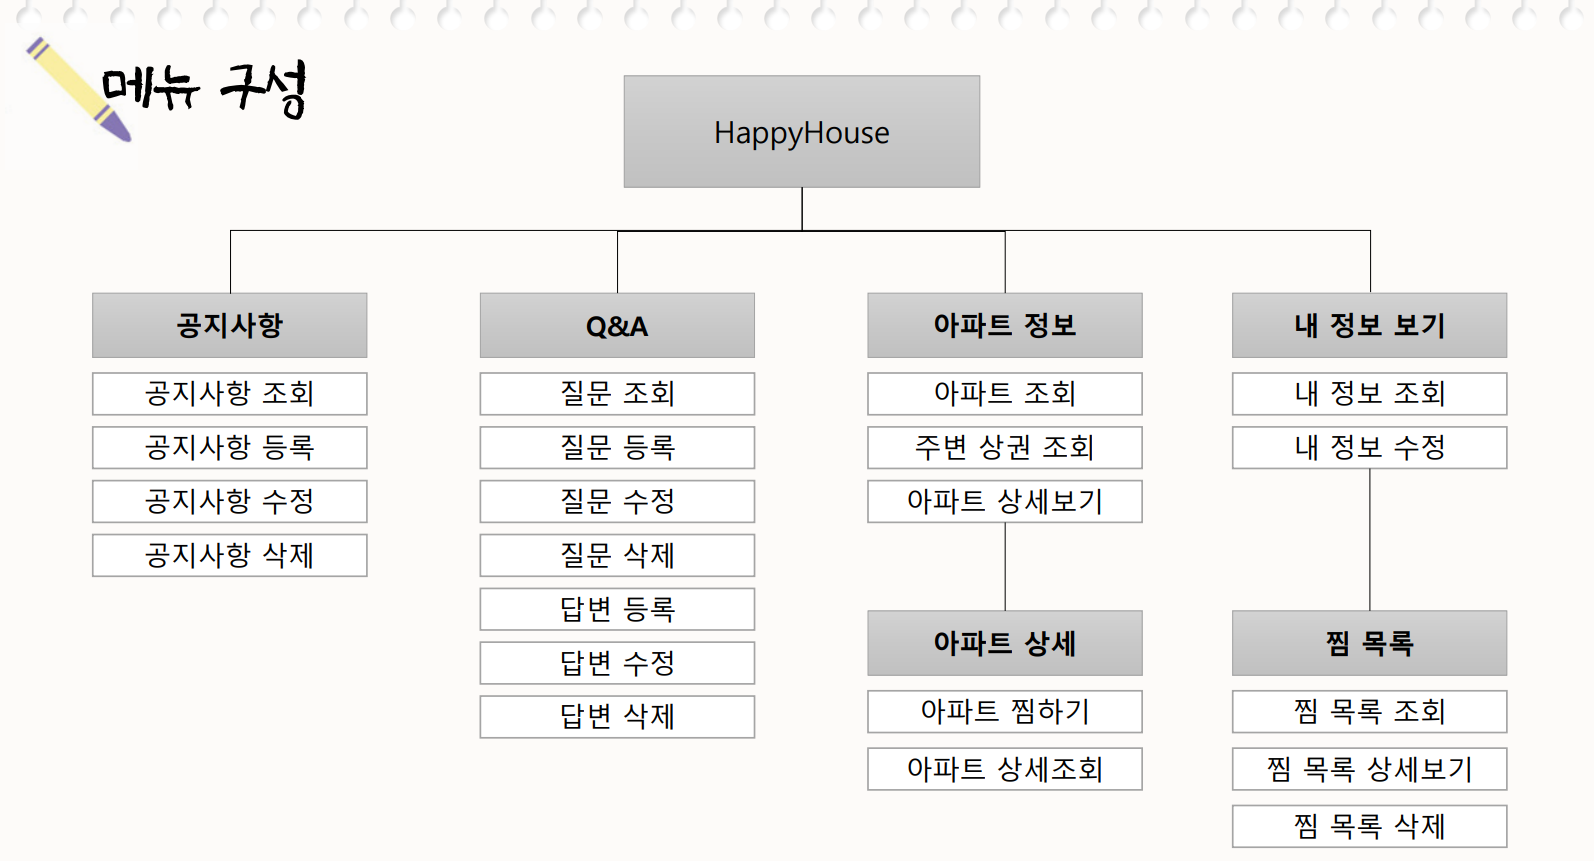 메뉴 구성
HappyHouse
공지사항
공지사항 조회
공지사항 등록
공지사항 수정
공지사항 삭제
Q&A
질문 조회
질문 등록
질문 수정
질문 삭제
답변 등록
답변 수정
답변 삭제
아파트 정보
아파트 조회
주변 상권 조회
아파트 상세보기
아파트 상세
아파트 찜하기
아파트 상세조회
내 정보 보기
내 정보 조회
내 정보 수정
찜 목록
찜 목록 조회
찜 목록 상세보기
찜 목록 삭제